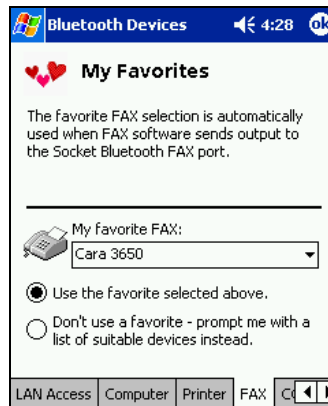 Bluetooth Devices 4:28 ok
My Favorites
The favorite FAX selection is automatically
used when FAX software sends output to
the Socket Bluetooth FAX port.
My favorite FAX:
Cara 3650
Use the favorite selected above.
Don't use a favorite - prompt me with a
list of suitable devices instead.
LAN Access Computer Printer FAX